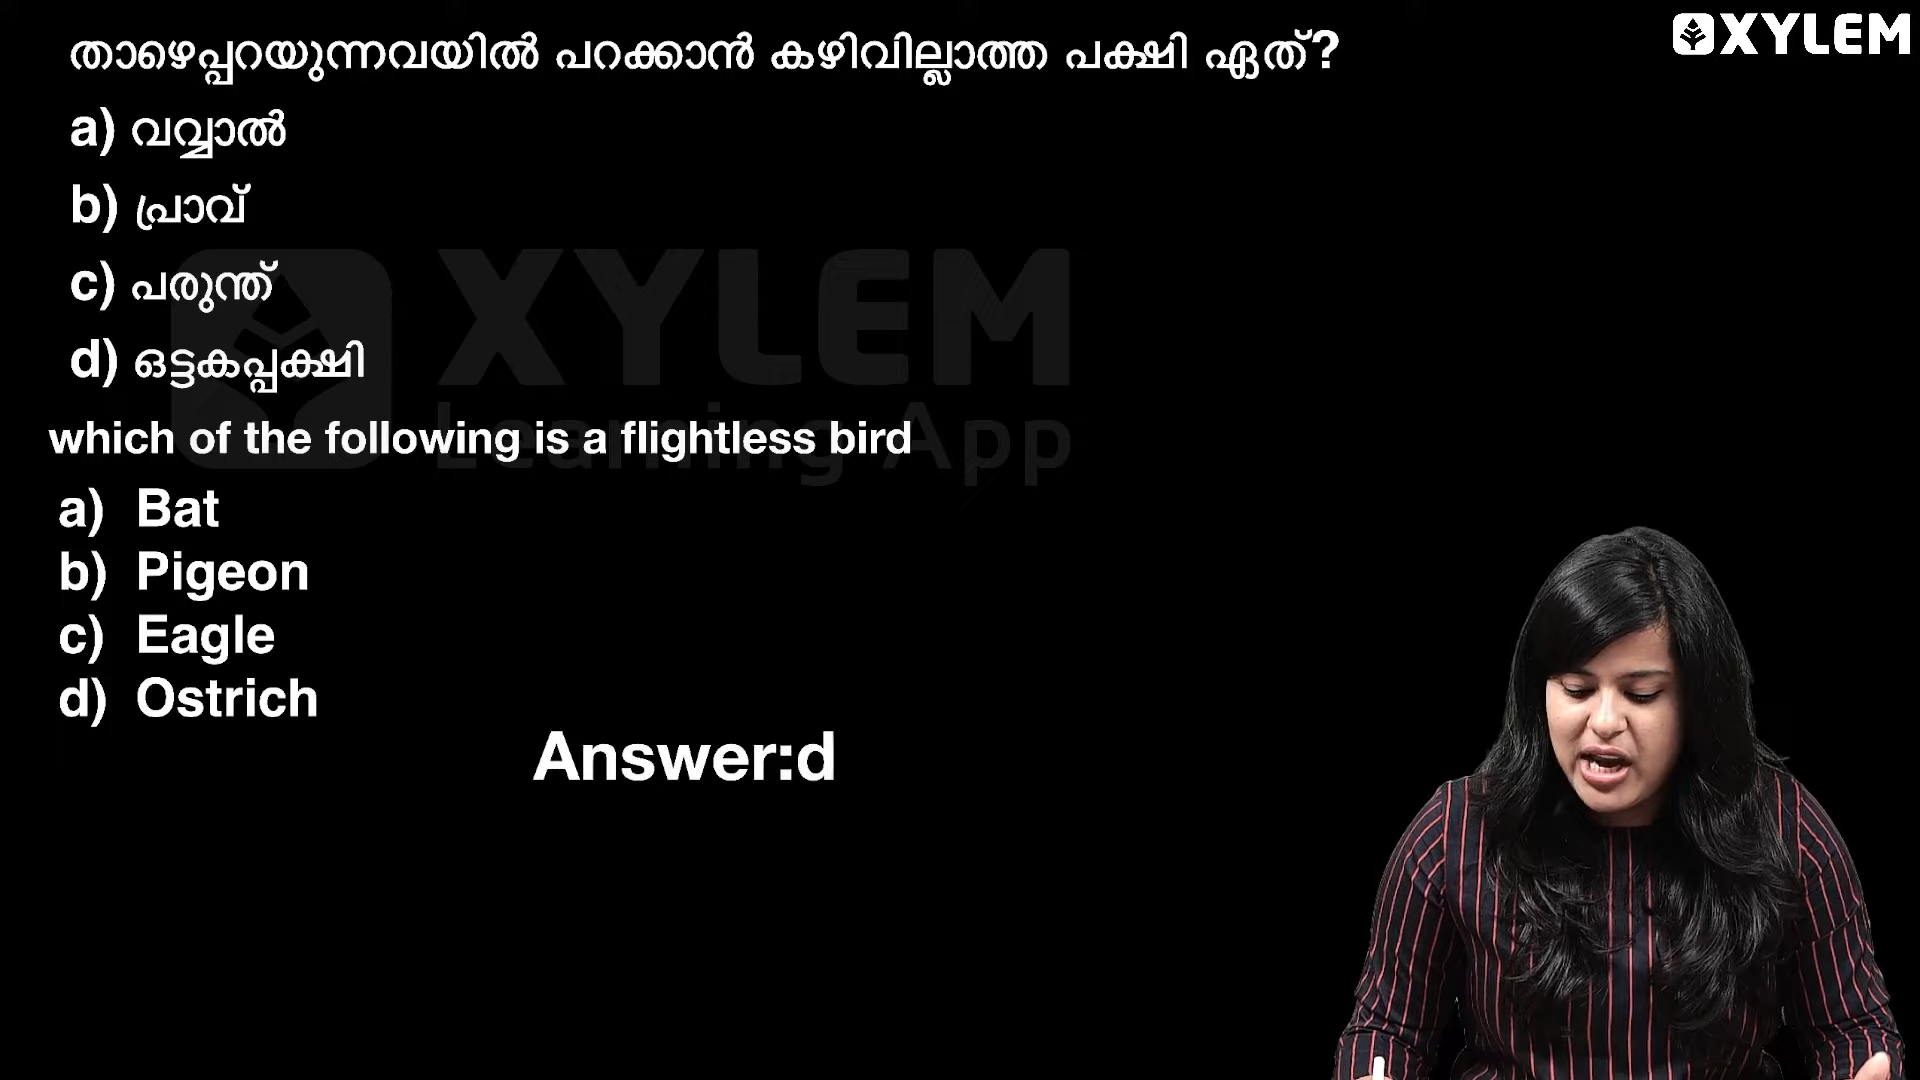 താഴെപ്പറയുന്നവയിൽ പറക്കാൻ കഴിവില്ലാത്ത പക്ഷി ഏത്?
XYLEM
a) വവ്വാൽ
b) പ്രാവ്
c) പരുന്ത്
d) ഒട്ടകപ്പക്ഷി
XYLEM
Learning App
which of the following is a flightless bird
a) Bat
b) Pigeon
c) Eagle
d) Ostrich
Answer:d